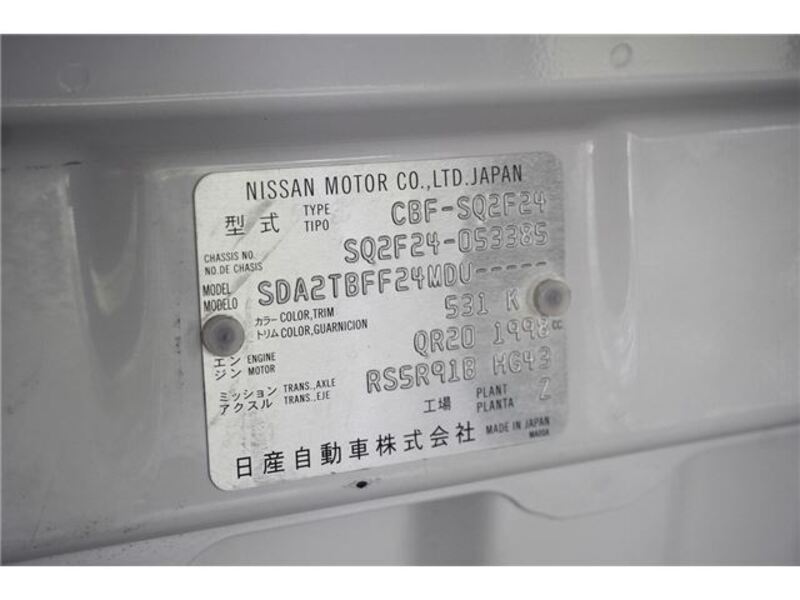 NISSAN MOTOR CO.,LTD.JAPAN
型式 TYPE TIPO CBF-SQ2F24
CHASSIS NO. NO.DE CHASIS SQ2F24-053385
MODEL MODELO SDA2TBFF24MDU-----
カラー COLOR,TRIM トリム COLOR,GUARNICION 531 K
エンジン ENGINE MOTOR QR20 1998 CC
ミッション アクスル TRANS.,AXLE TRANS.,EJE RS5R91B HG43
工場 PLANT PLANTA Z
日産自動車株式会社 MADE IN JAPAN